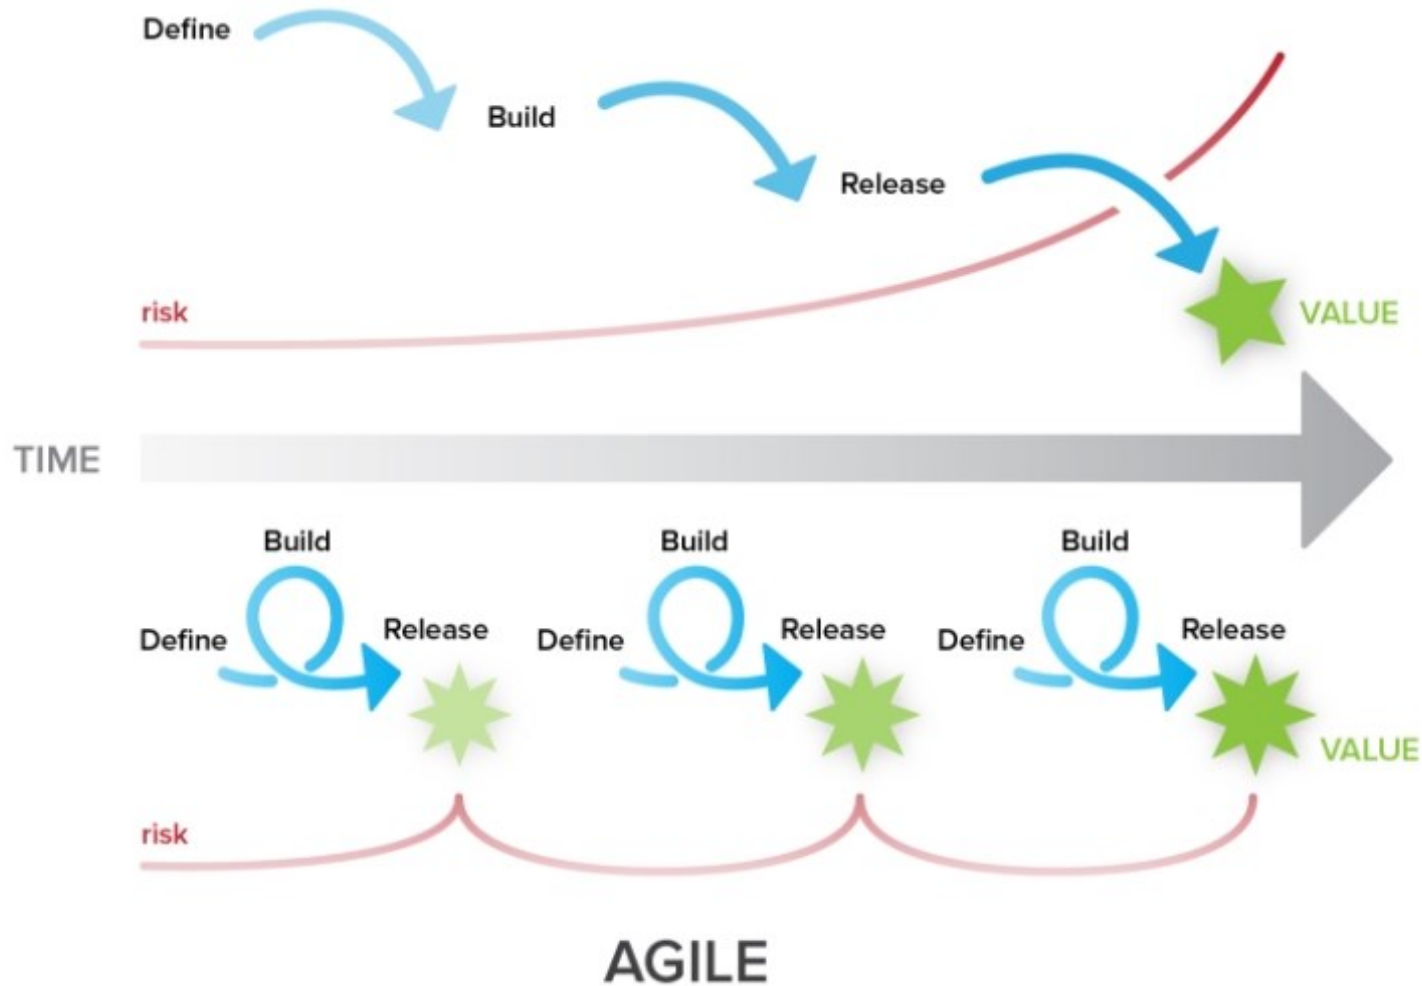 Define
Build
Release
risk
VALUE
TIME
Build
Build
Build
Define
Release
Define
Release
Define
Release
VALUE
risk
AGILE